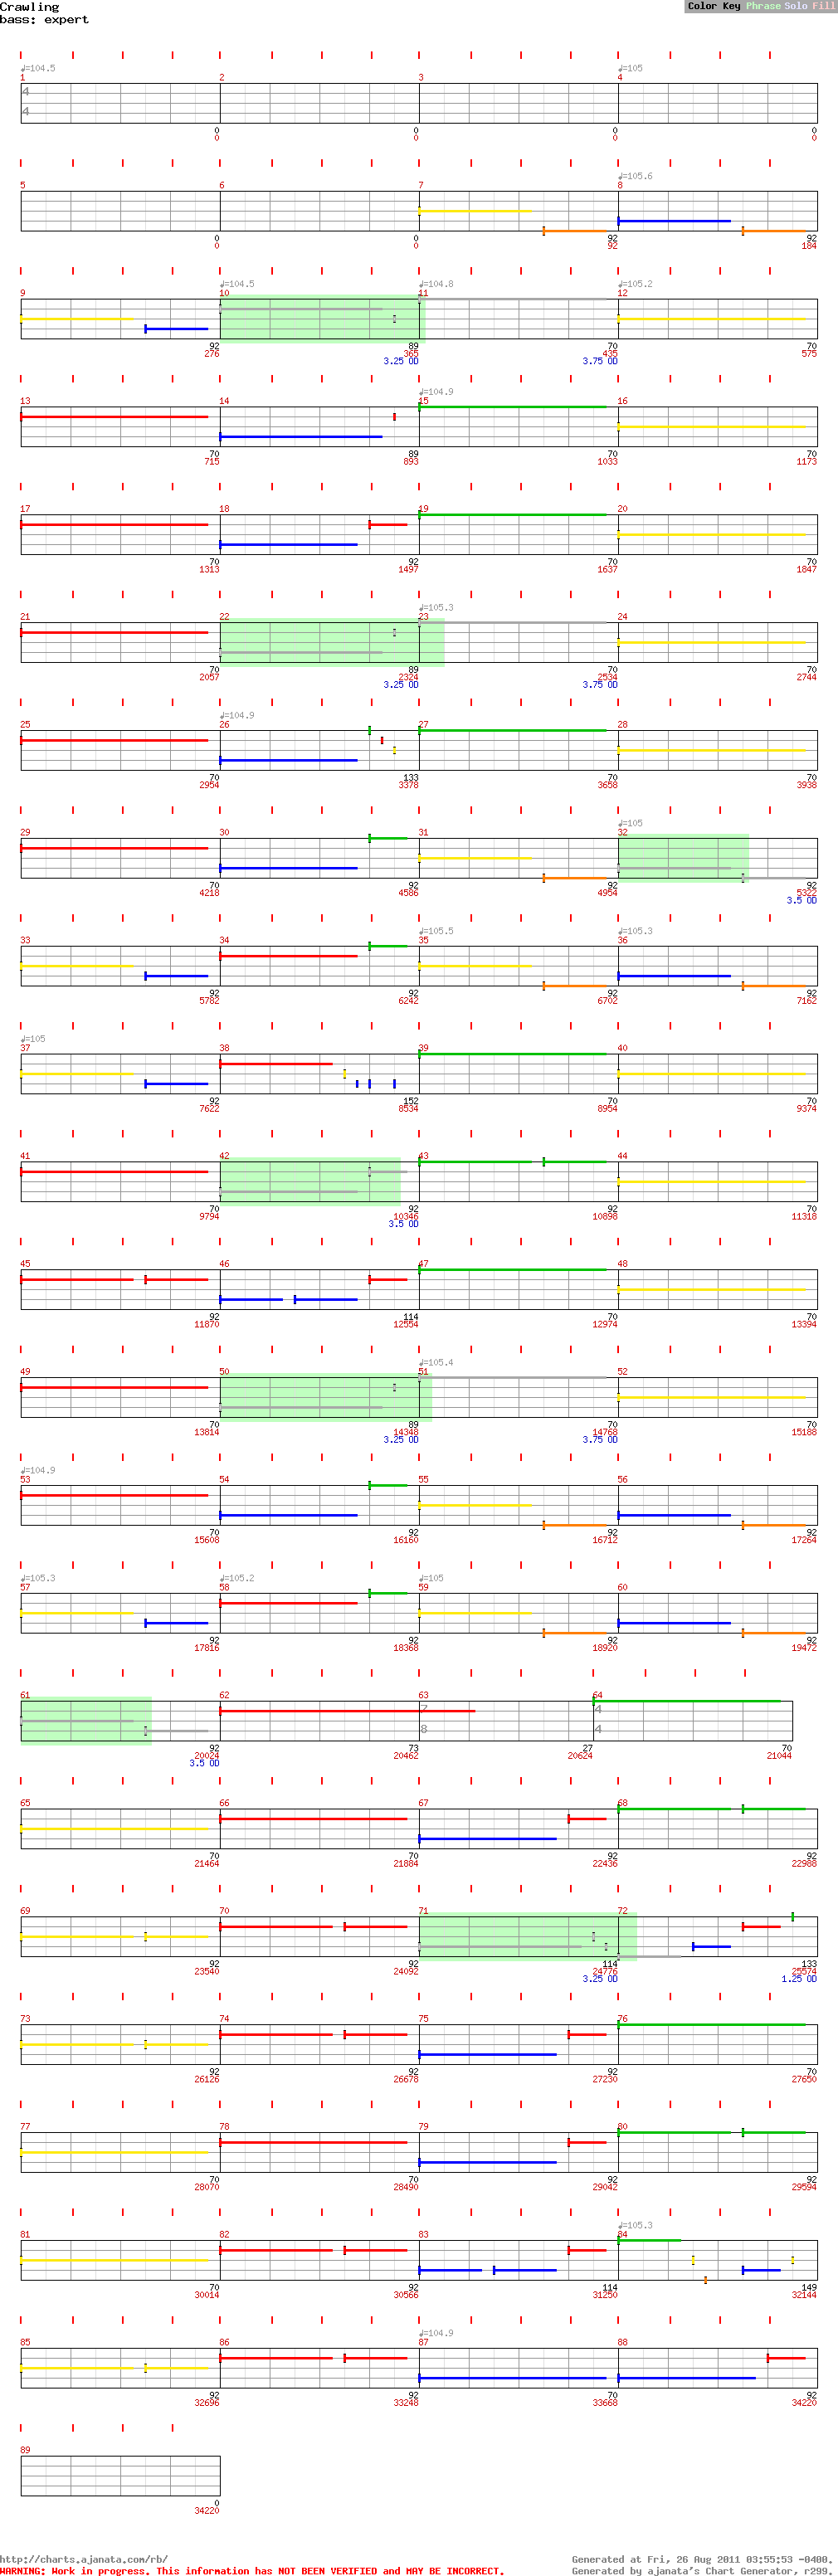 Crawling
bass: expert
Color Key Phrase Solo Fill
♩=104.5 ♩=105
1 2 3 4
4
4
0 0 0 0
0 0 0 0
♩=105.6
5 6 7 8
0 0 92 92
0 0 92 184
♩=104.5 ♩=104.8 ♩=105.2
9 10 11 12
92 89 70 70
276 365 435 575
3.25 OD 3.75 OD
♩=104.9
13 14 15 16
70 89 70 70
715 893 1033 1173
17 18 19 20
70 92 70 70
1313 1497 1637 1847
♩=105.3
21 22 23 24
70 89 70 70
2057 2324 2534 2744
3.25 OD 3.75 OD
♩=104.9
25 26 27 28
70 133 70 70
2954 3378 3658 3938
♩=105
29 30 31 32
70 92 92 92
4218 4586 4954 5322
3.5 OD
♩=105.5 ♩=105.3
33 34 35 36
92 92 92 92
5782 6242 6702 7162
♩=105
37 38 39 40
92 152 70 70
7622 8534 8954 9374
41 42 43 44
70 92 92 70
9794 10346 10898 11318
3.5 OD
45 46 47 48
92 114 70 70
11870 12554 12974 13394
♩=105.4
49 50 51 52
70 89 70 70
13814 14348 14768 15188
3.25 OD 3.75 OD
♩=104.9
53 54 55 56
70 92 92 92
15608 16160 16712 17264
♩=105.3 ♩=105.2 ♩=105
57 58 59 60
92 92 92 92
17816 18368 18920 19472
61 62 63 64
7 4
8 4
92 73 27 70
20024 20462 20624 21044
3.5 OD
65 66 67 68
70 70 92 92
21464 21884 22436 22988
69 70 71 72
92 92 114 133
23540 24092 24776 25574
3.25 OD 1.25 OD
73 74 75 76
92 92 92 70
26126 26678 27230 27650
77 78 79 80
70 70 92 92
28070 28490 29042 29594
♩=105.3
81 82 83 84
70 92 114 149
30014 30566 31250 32144
♩=104.9
85 86 87 88
92 92 70 92
32696 33248 33668 34220
89
0
34220
http://charts.ajanata.com/rb/ Generated at Fri, 26 Aug 2011 03:55:53 -0400.
WARNING: Work in progress. This information has NOT BEEN VERIFIED and MAY BE INCORRECT. Generated by ajanata's Chart Generator, r299.